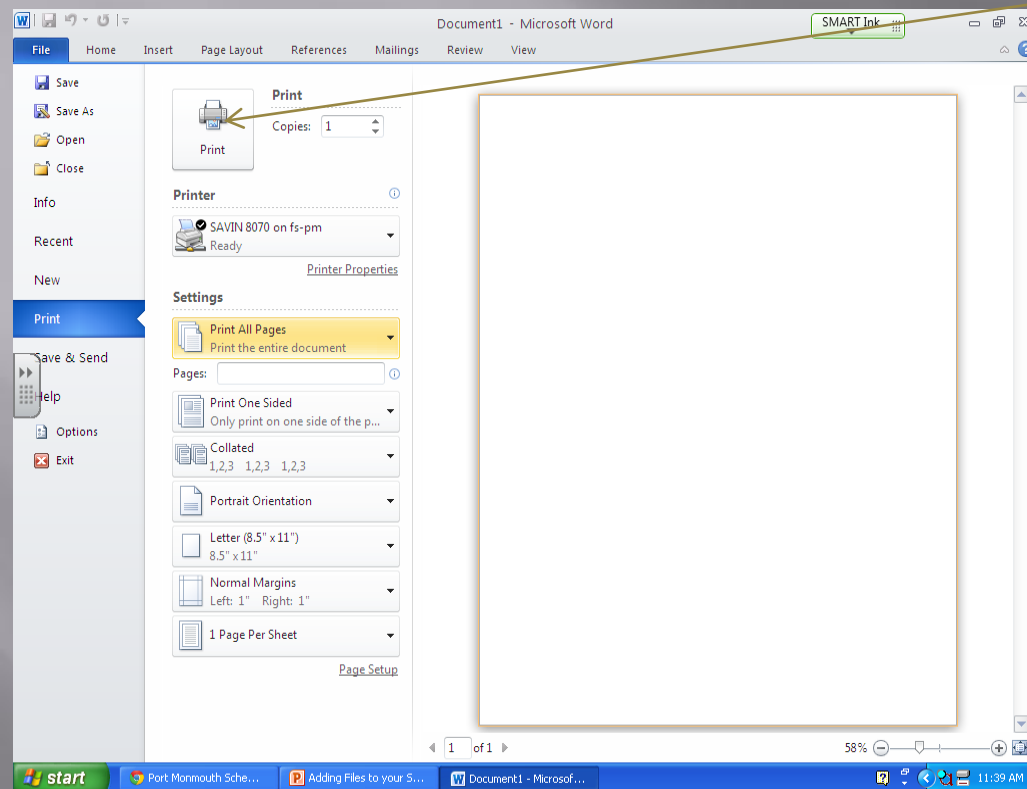 Document1 - Microsoft Word
SMART Ink
File Home Insert Page Layout References Mailings Review View
Save
Save As
Open
Close
Info
Recent
New
Print
Save & Send
Help
Options
Exit
Print
Print
Copies: 1
Printer
SAVIN 8070 on fs-pm
Ready
Printer Properties
Settings
Print All Pages
Print the entire document
Pages:
Print One Sided
Only print on one side of the p...
Collated
1,2,3 1,2,3 1,2,3
Portrait Orientation
Letter (8.5" x 11")
8.5" x 11"
Normal Margins
Left: 1" Right: 1"
1 Page Per Sheet
Page Setup
1 of 1
58%
start
Port Monmouth Sche...
Adding Files to your S...
Document1 - Microsof...
11:39 AM